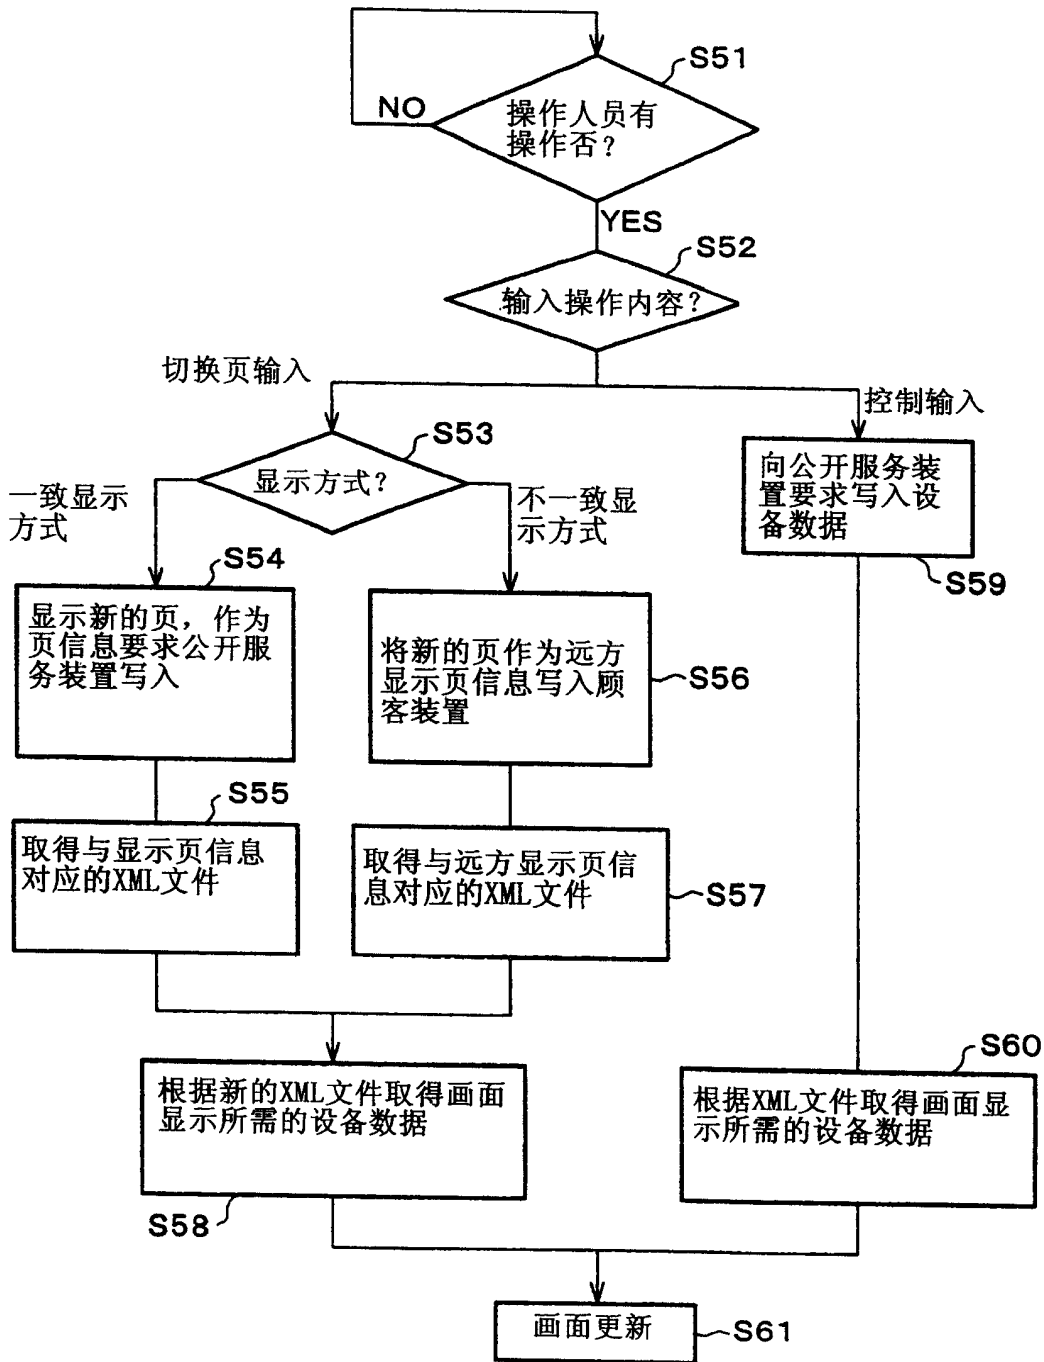 S51
NO
操作人员有
操作否？
YES
S52
输入操作内容？
切换页输入
控制输入
S53
显示方式？
一致显示
方式
不一致显
示方式
向公开服务装
置要求写入设
备数据
S59
S54
显示新的页，作为
页信息要求公开服
务装置写入
将新的页作为远方
显示页信息写入顾
客装置
S56
S55
取得与显示页信息
对应的XML文件
取得与远方显示页信
息对应的XML文件
S57
S60
根据新的XML文件取得画面
显示所需的设备数据
S58
根据XML文件取得画面显
示所需的设备数据
画面更新
S61